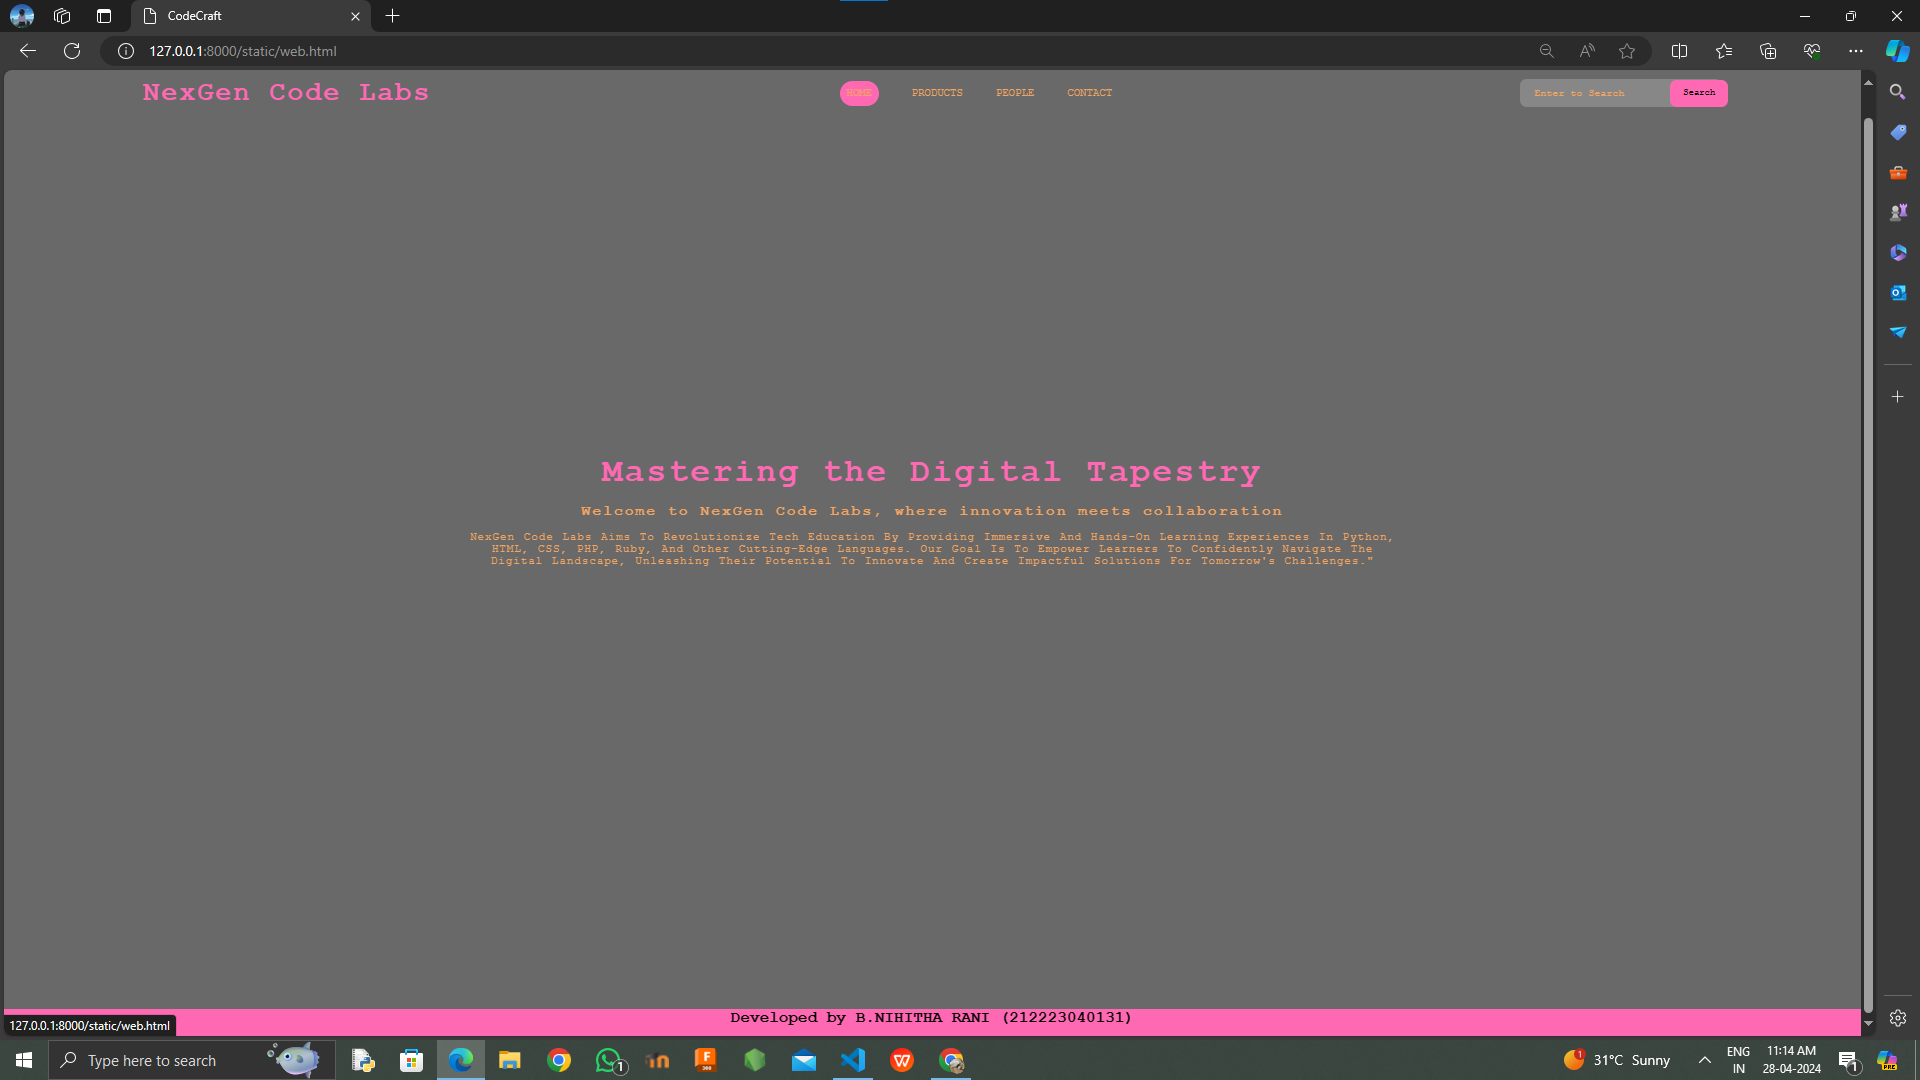 CodeCraft
127.0.0.1:8000/static/web.html
NexGen Code Labs
HOME
PRODUCTS
PEOPLE
CONTACT
Enter to Search
Search
Mastering the Digital Tapestry
Welcome to NexGen Code Labs, where innovation meets collaboration
NexGen Code Labs Aims To Revolutionize Tech Education By Providing Immersive And Hands-On Learning Experiences In Python,
HTML, CSS, PHP, Ruby, And Other Cutting-Edge Languages. Our Goal Is To Empower Learners To Confidently Navigate The
Digital Landscape, Unleashing Their Potential To Innovate And Create Impactful Solutions For Tomorrow's Challenges."
Developed by B.NIHITHA RANI (212223040131)
127.0.0.1:8000/static/web.html
Type here to search
1
F
360
W
1
31°C Sunny
ENG
IN
11:14 AM
28-04-2024
1
PRE